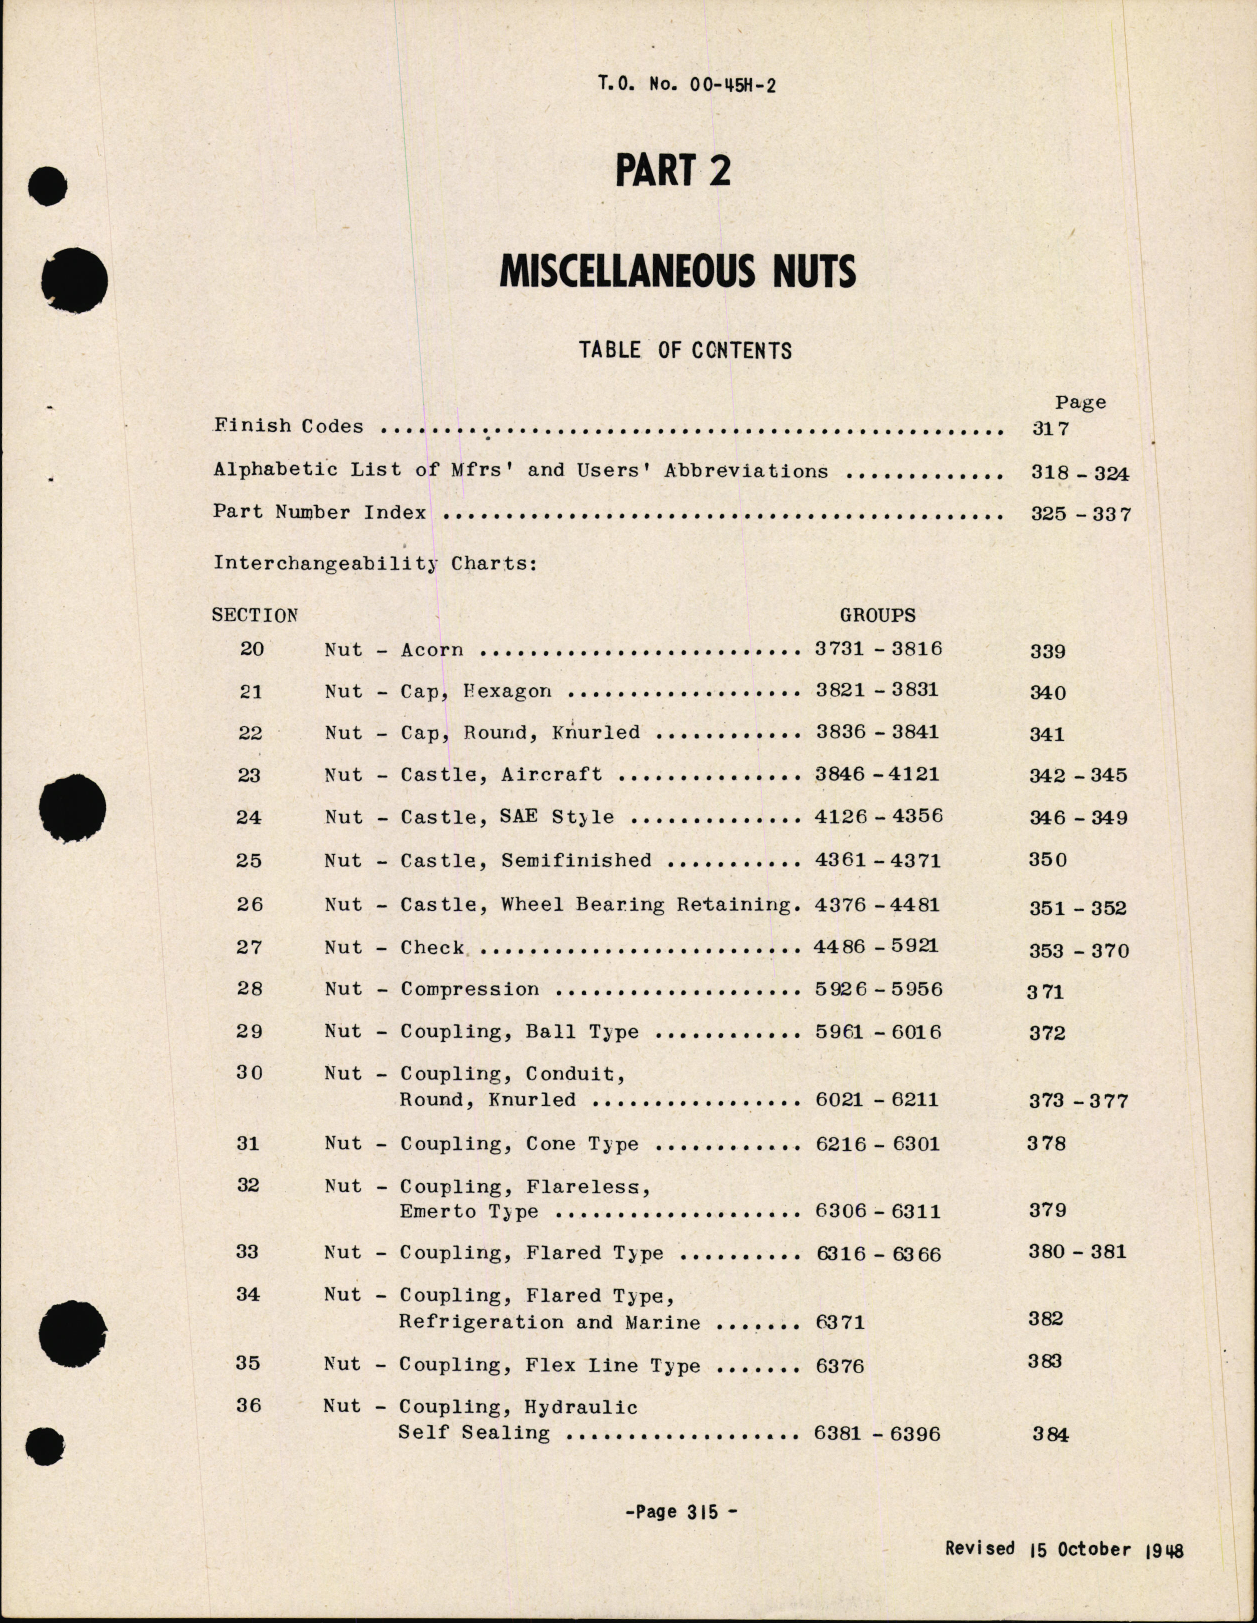 T.O. No. 00-45H-2
PART 2
MISCELLANEOUS NUTS
TABLE OF CONTENTS
Page
Finish Codes .................................................. 317
Alphabetic List of Mfrs' and Users' Abbreviations ............. 318 - 324
Part Number Index ............................................. 325 - 337
Interchangeability Charts:
SECTION GROUPS
20 Nut - Acorn .......................... 3731 - 3816 339
21 Nut - Cap, Hexagon ................... 3821 - 3831 340
22 Nut - Cap, Round, Knurled ............ 3836 - 3841 341
23 Nut - Castle, Aircraft ............... 3846 - 4121 342 - 345
24 Nut - Castle, SAE Style .............. 4126 - 4356 346 - 349
25 Nut - Castle, Semifinished ........... 4361 - 4371 350
26 Nut - Castle, Wheel Bearing Retaining. 4376 - 4481 351 - 352
27 Nut - Check .......................... 4486 - 5921 353 - 370
28 Nut - Compression .................... 5926 - 5956 371
29 Nut - Coupling, Ball Type ............ 5961 - 6016 372
30 Nut - Coupling, Conduit,
Round, Knurled ................. 6021 - 6211 373 - 377
31 Nut - Coupling, Cone Type ............ 6216 - 6301 378
32 Nut - Coupling, Flareless,
Emerto Type .................... 6306 - 6311 379
33 Nut - Coupling, Flared Type .......... 6316 - 6366 380 - 381
34 Nut - Coupling, Flared Type,
Refrigeration and Marine ....... 6371 382
35 Nut - Coupling, Flex Line Type ....... 6376 383
36 Nut - Coupling, Hydraulic
Self Sealing ................... 6381 - 6396 384
-Page 315 -
Revised 15 October 1948